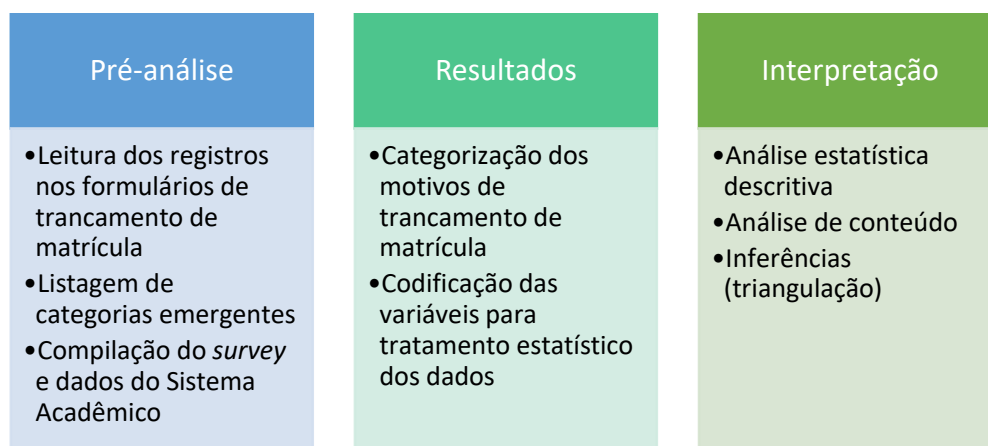 Pré-análise
•Leitura dos registros
nos formulários de
trancamento de
matrícula
•Listagem de
categorias emergentes
•Compilação do survey
e dados do Sistema
Acadêmico
Resultados
•Categorização dos
motivos de
trancamento de
matrícula
•Codificação das
variáveis para
tratamento estatístico
dos dados
Interpretação
•Análise estatística
descritiva
•Análise de conteúdo
•Inferências
(triangulação)